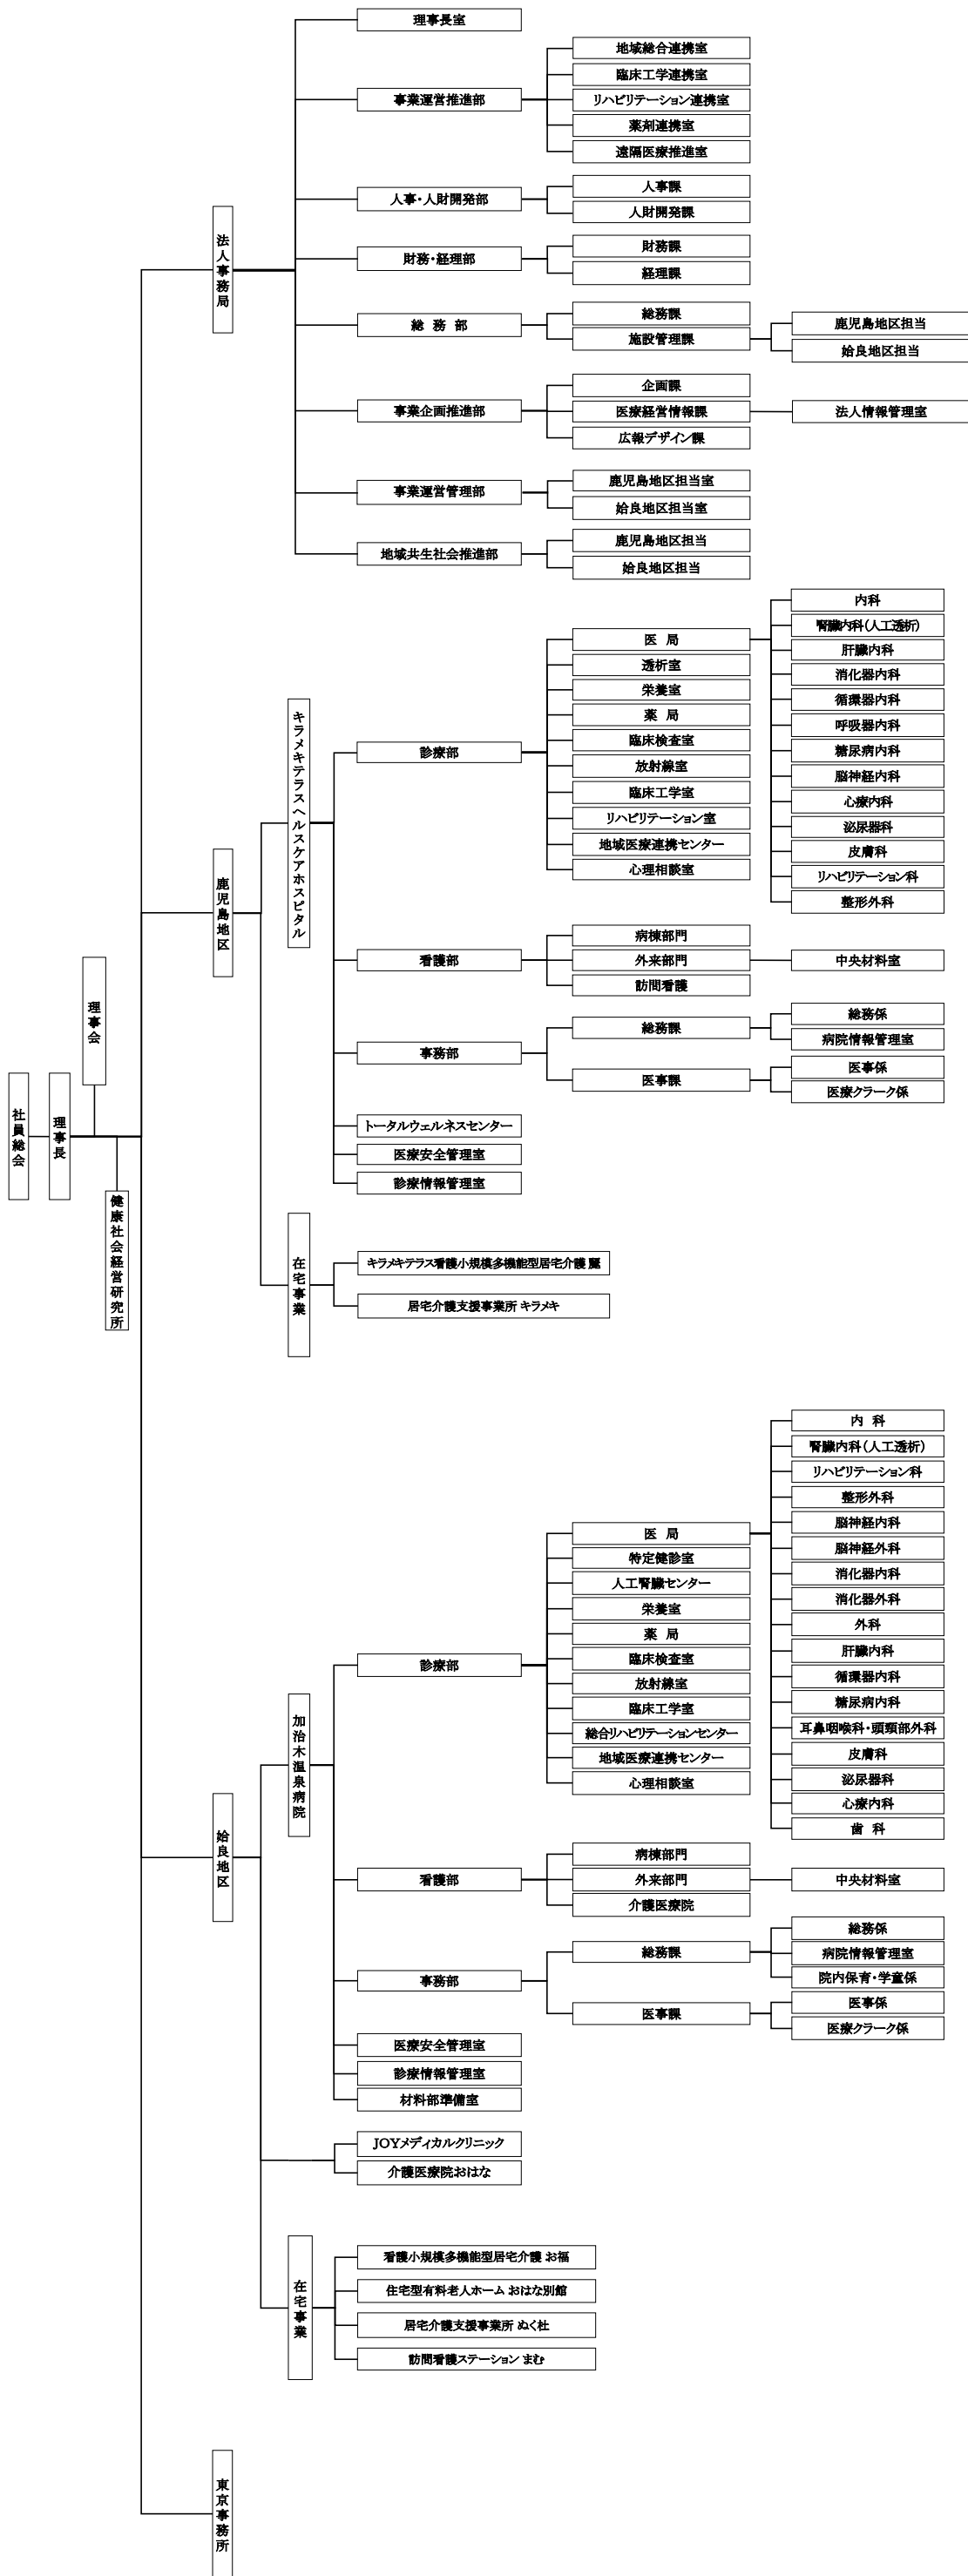 社員総会
理事長
理事会
健康社会経営研究所
法人事務局
理事長室
事業運営推進部
地域総合連携室
臨床工学連携室
リハビリテーション連携室
薬剤連携室
遠隔医療推進室
人事・人財開発部
人事課
人財開発課
財務・経理部
財務課
経理課
総 務 部
総務課
施設管理課
鹿児島地区担当
姶良地区担当
事業企画推進部
企画課
医療経営情報課
法人情報管理室
広報デザイン課
事業運営管理部
鹿児島地区担当室
姶良地区担当室
地域共生社会推進部
鹿児島地区担当
姶良地区担当
鹿児島地区
キラメキテラスヘルスケアホスピタル
診療部
医 局
内科
腎臓内科(人工透析)
肝臓内科
消化器内科
循環器内科
呼吸器内科
糖尿病内科
脳神経内科
心療内科
泌尿器科
皮膚科
リハビリテーション科
整形外科
透析室
栄養室
薬 局
臨床検査室
放射線室
臨床工学室
リハビリテーション室
地域医療連携センター
心理相談室
看護部
病棟部門
外来部門
中央材料室
訪問看護
事務部
総務課
総務係
病院情報管理室
医事課
医事係
医療クラーク係
トータルウェルネスセンター
医療安全管理室
診療情報管理室
在宅事業
キラメキテラス看護小規模多機能型居宅介護 麗
居宅介護支援事業所 キラメキ
姶良地区
加治木温泉病院
診療部
医 局
内 科
腎臓内科(人工透析)
リハビリテーション科
整形外科
脳神経内科
脳神経外科
消化器内科
消化器外科
外科
肝臓内科
循環器内科
糖尿病内科
耳鼻咽喉科・頭頸部外科
皮膚科
泌尿器科
心療内科
歯 科
特定健診室
人工腎臓センター
栄養室
薬 局
臨床検査室
放射線室
臨床工学室
総合リハビリテーションセンター
地域医療連携センター
心理相談室
看護部
病棟部門
外来部門
中央材料室
介護医療院
事務部
総務課
総務係
病院情報管理室
院内保育・学童係
医事課
医事係
医療クラーク係
医療安全管理室
診療情報管理室
材料部準備室
JOYメディカルクリニック
介護医療院おはな
在宅事業
看護小規模多機能型居宅介護 お福
住宅型有料老人ホーム おはな別館
居宅介護支援事業所 ぬく杜
訪問看護ステーション まむ
東京事務所